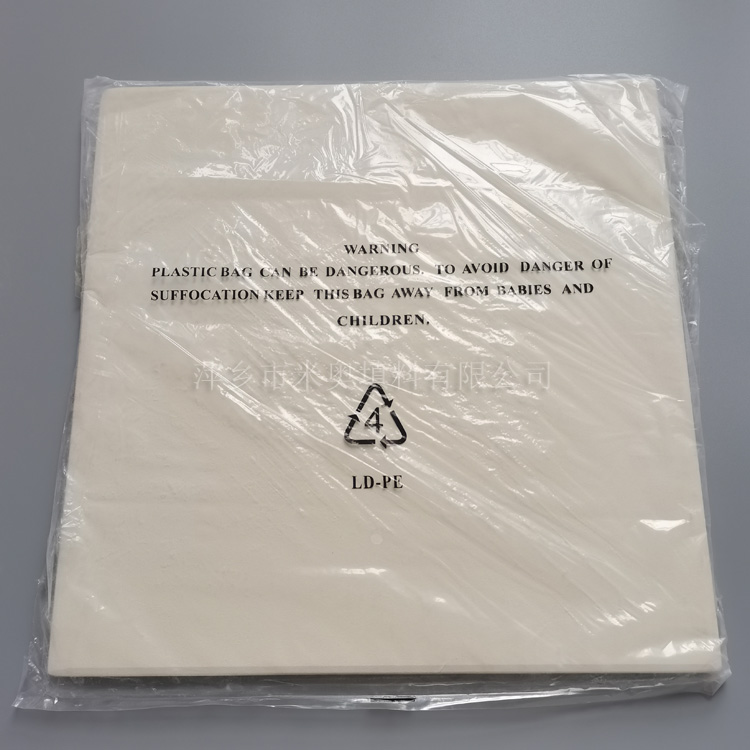 WARNING
PLASTIC BAG CAN BE DANGEROUS. TO AVOID DANGER OF
SUFFOCATION KEEP THIS BAG AWAY FROM BABIES AND
CHILDREN.
萍乡市米奥填料有限公司
4
LD-PE